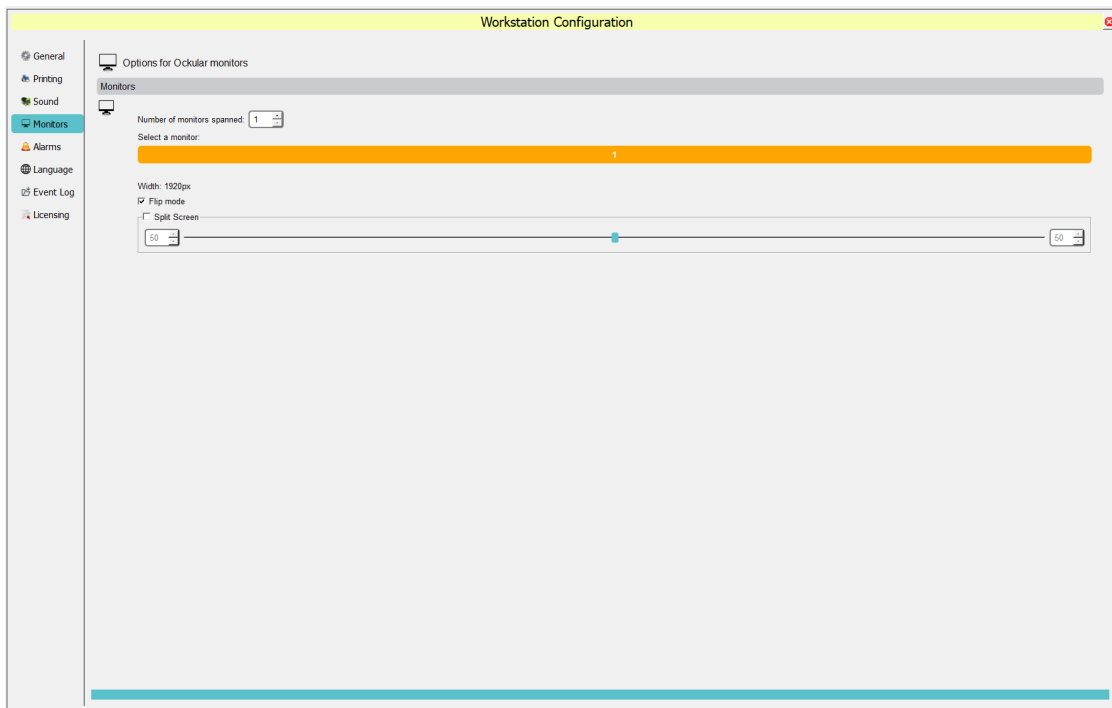 Workstation Configuration
General
Printing
Sound
Monitors
Alarms
Language
Event Log
Licensing
Options for Ockular monitors
Monitors
Number of monitors spanned: 1
Select a monitor:
1
Width: 1920px
Flip mode
Split Screen
50 50